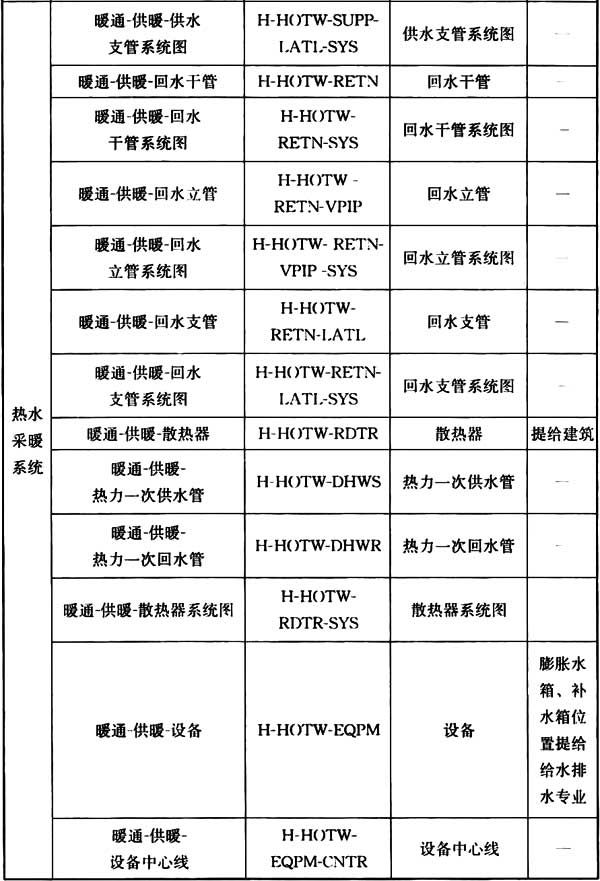 热水
采暖
系统
暖通-供暖-供水
支管系统图
H-HOTW-SUPP-
LATL-SYS
供水支管系统图
—
暖通-供暖-回水干管
H-HOTW-RETN
回水干管
—
暖通-供暖-回水
干管系统图
H-HOTW-
RETN-SYS
回水干管系统图
—
暖通-供暖-回水立管
H-HOTW -
RETN-VPIP
回水立管
—
暖通-供暖-回水
立管系统图
H-HOTW- RETN-
VPIP -SYS
回水立管系统图
—
暖通-供暖-回水支管
H-HOTW-
RETN-LATL
回水支管
—
暖通-供暖-回水
支管系统图
H-HOTW-RETN-
LATL-SYS
回水支管系统图
—
暖通-供暖-散热器
H-HOTW-RDTR
散热器
提给建筑
暖通-供暖-
热力一次供水管
H-HOTW-DHWS
热力一次供水管
—
暖通-供暖-
热力一次回水管
H-HOTW-DHWR
热力一次回水管
—
暖通-供暖-散热器系统图
H-HOTW-
RDTR-SYS
散热器系统图
暖通-供暖-设备
H-HOTW-EQPM
设备
膨胀水
箱、补
水箱位
置提给
给水排
水专业
暖通-供暖-
设备中心线
H-HOTW-
EQPM-CNTR
设备中心线
—